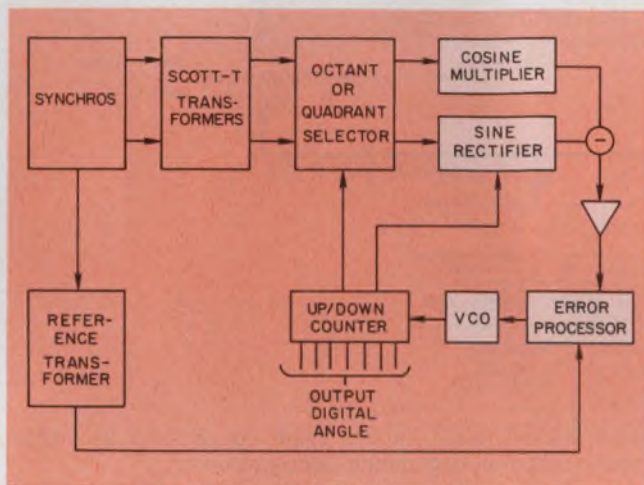 SYNCHROS
SCOTT-T
TRANS-
FORMERS
OCTANT
OR
QUADRANT
SELECTOR
COSINE
MULTIPLIER
SINE
RECTIFIER
−
UP/DOWN
COUNTER
VCO
ERROR
PROCESSOR
REFER-
ENCE
TRANS-
FORMER
OUTPUT
DIGITAL
ANGLE